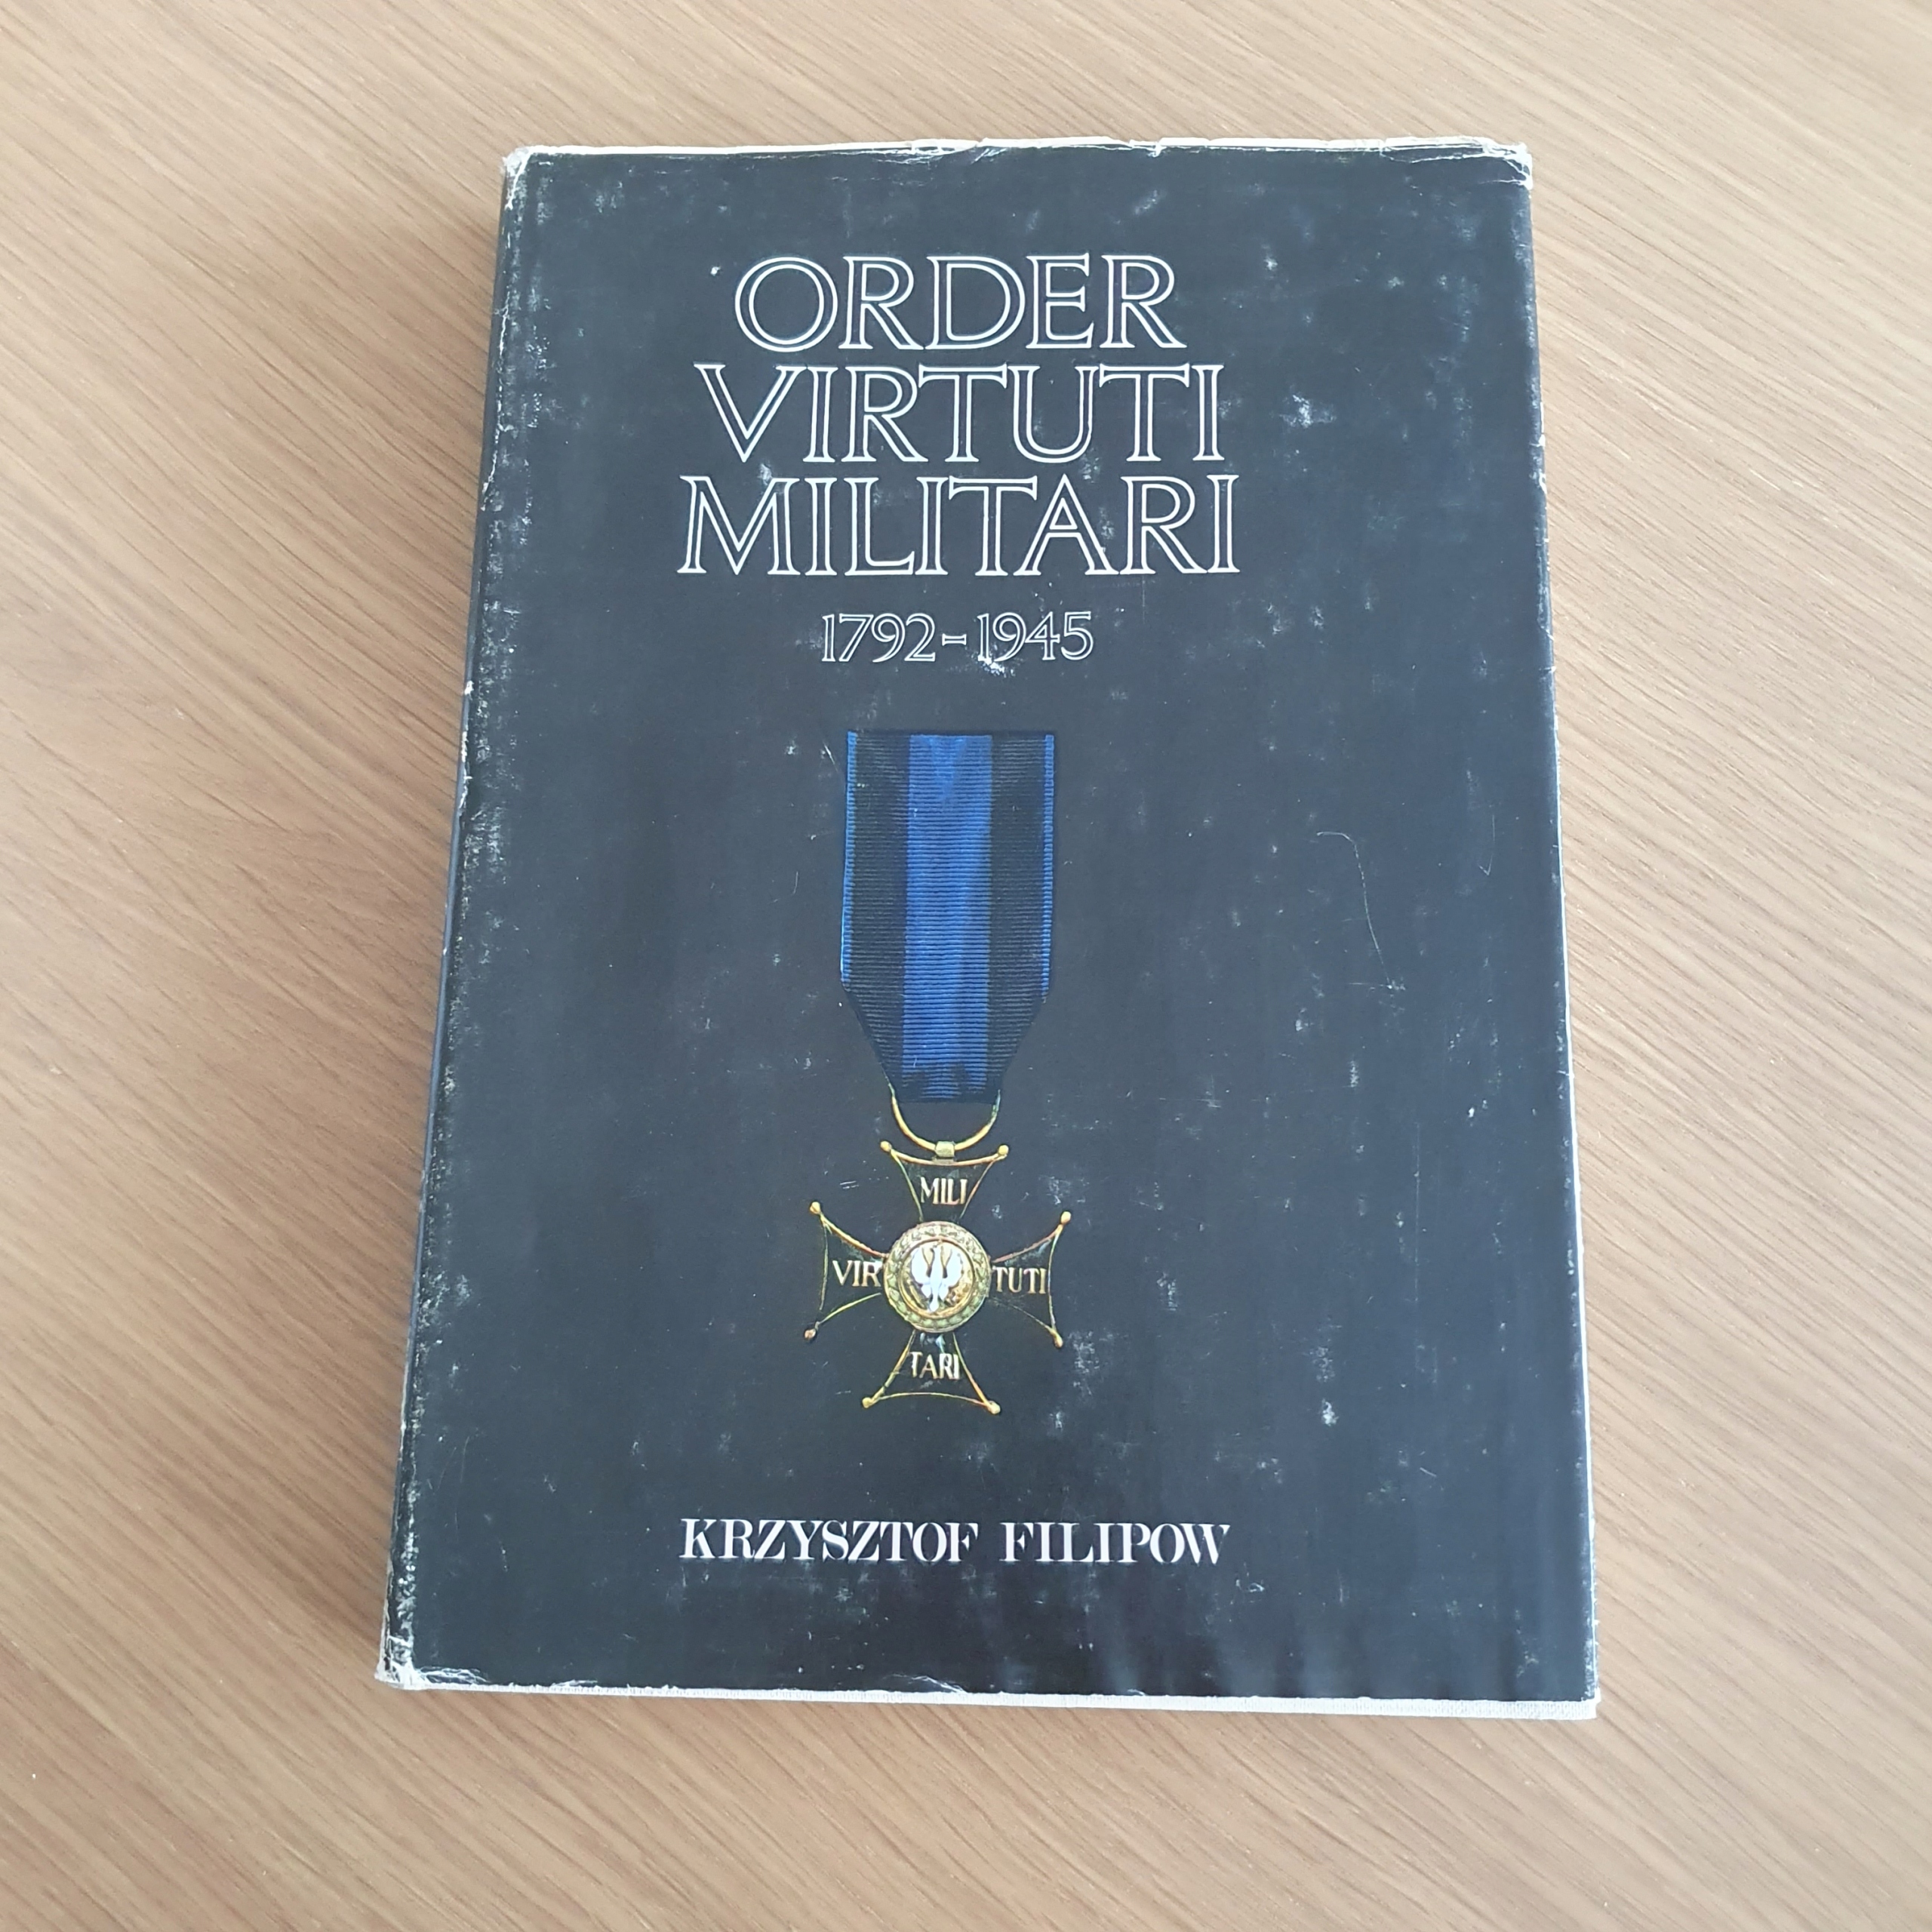 ORDER
VIRTUTI
MILITARI
1792-1945
MILI
VIR TUTI
TARI
KRZYSZTOF FILIPOW